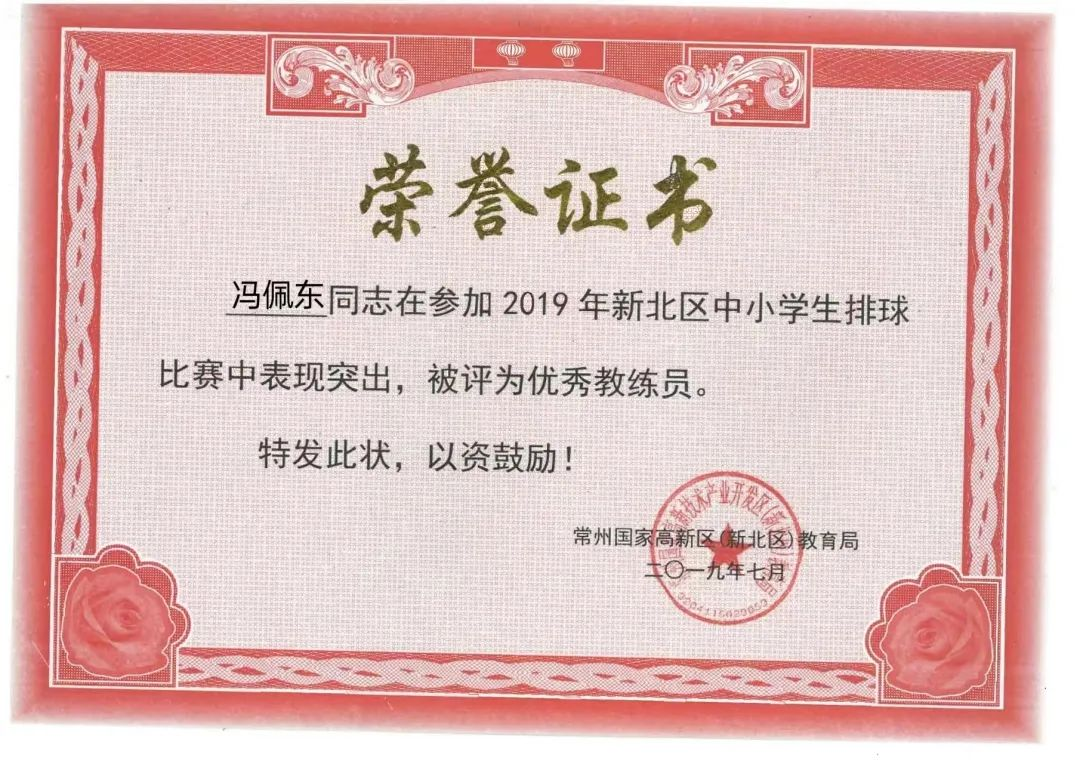 荣誉证书
冯佩东同志在参加 2019 年新北区中小学生排球
比赛中表现突出，被评为优秀教练员。
特发此状，以资鼓励！
常州国家高新区(新北区)教育局
二〇一九年七月